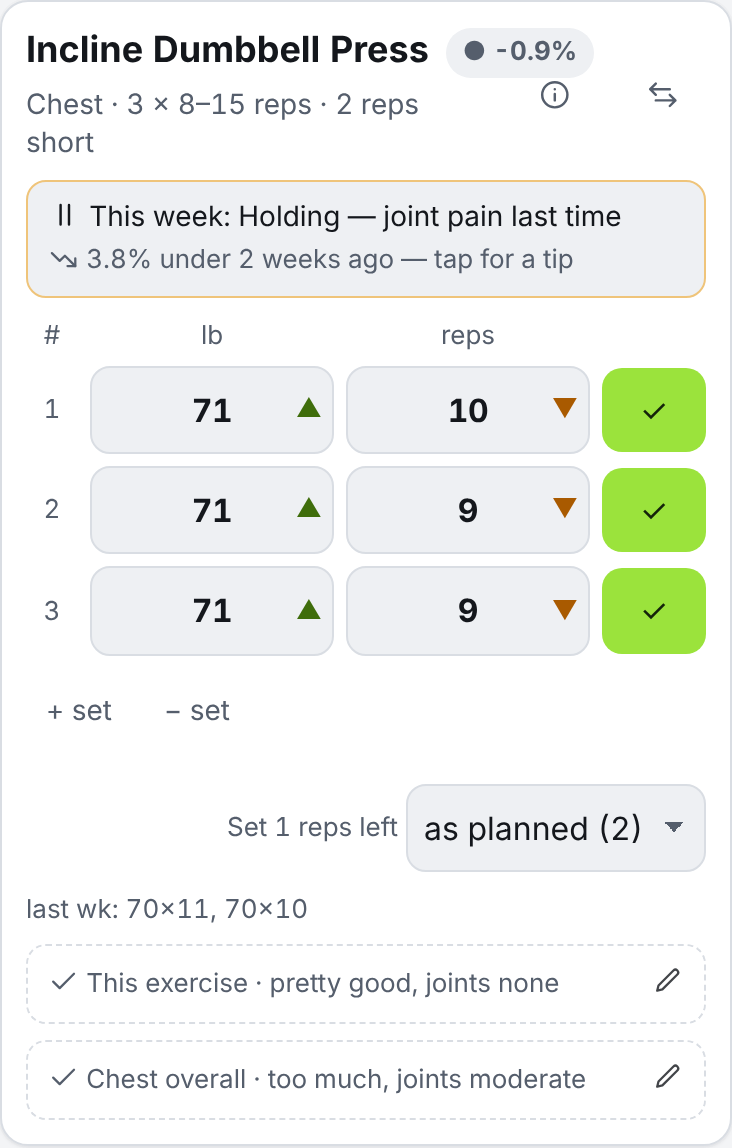 Incline Dumbbell Press -0.9%
Chest · 3 × 8–15 reps · 2 reps
short
This week: Holding — joint pain last time
3.8% under 2 weeks ago — tap for a tip
# lb reps
1 71 10
2 71 9
3 71 9
+ set − set
Set 1 reps left as planned (2)
last wk: 70×11, 70×10
This exercise · pretty good, joints none
Chest overall · too much, joints moderate